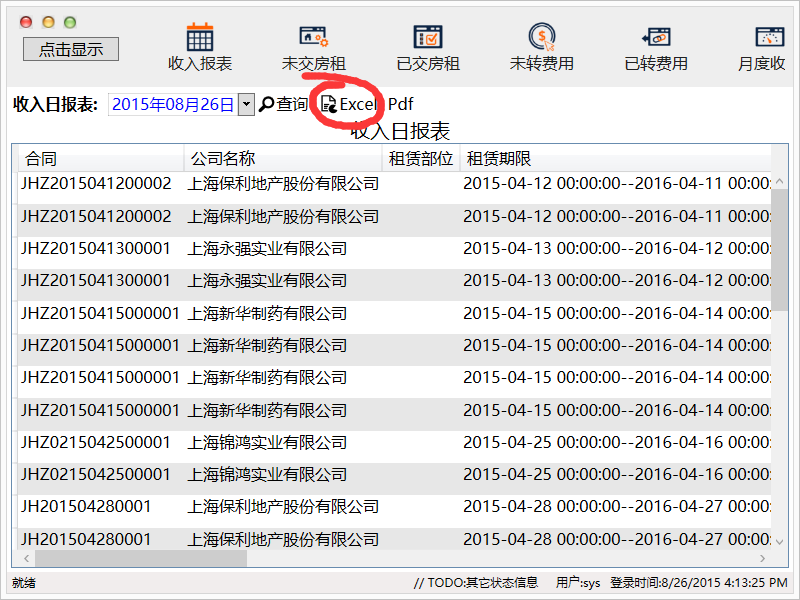 点击显示
收入报表 未交房租 已交房租 未转费用 已转费用 月度收
收入日报表: 2015年08月26日 查询 Excel Pdf
收入日报表
合同 公司名称 租赁部位 租赁期限
JHZ2015041200002 上海保利地产股份有限公司 2015-04-12 00:00:00--2016-04-11 00:00:
JHZ2015041200002 上海保利地产股份有限公司 2015-04-12 00:00:00--2016-04-11 00:00:
JHZ2015041300001 上海永强实业有限公司 2015-04-13 00:00:00--2016-04-12 00:00:
JHZ2015041300001 上海永强实业有限公司 2015-04-13 00:00:00--2016-04-12 00:00:
JHZ20150415000001 上海新华制药有限公司 2015-04-15 00:00:00--2016-04-14 00:00:
JHZ20150415000001 上海新华制药有限公司 2015-04-15 00:00:00--2016-04-14 00:00:
JHZ20150415000001 上海新华制药有限公司 2015-04-15 00:00:00--2016-04-14 00:00:
JHZ20150415000001 上海新华制药有限公司 2015-04-15 00:00:00--2016-04-14 00:00:
JHZ0215042500001 上海锦鸿实业有限公司 2015-04-25 00:00:00--2016-04-16 00:00:
JHZ0215042500001 上海锦鸿实业有限公司 2015-04-25 00:00:00--2016-04-16 00:00:
JH201504280001 上海保利地产股份有限公司 2015-04-28 00:00:00--2016-04-27 00:00:
JH201504280001 上海保利地产股份有限公司 2015-04-28 00:00:00--2016-04-27 00:00:
就绪 // TODO:其它状态信息 用户:sys 登录时间:8/26/2015 4:13:25 PM